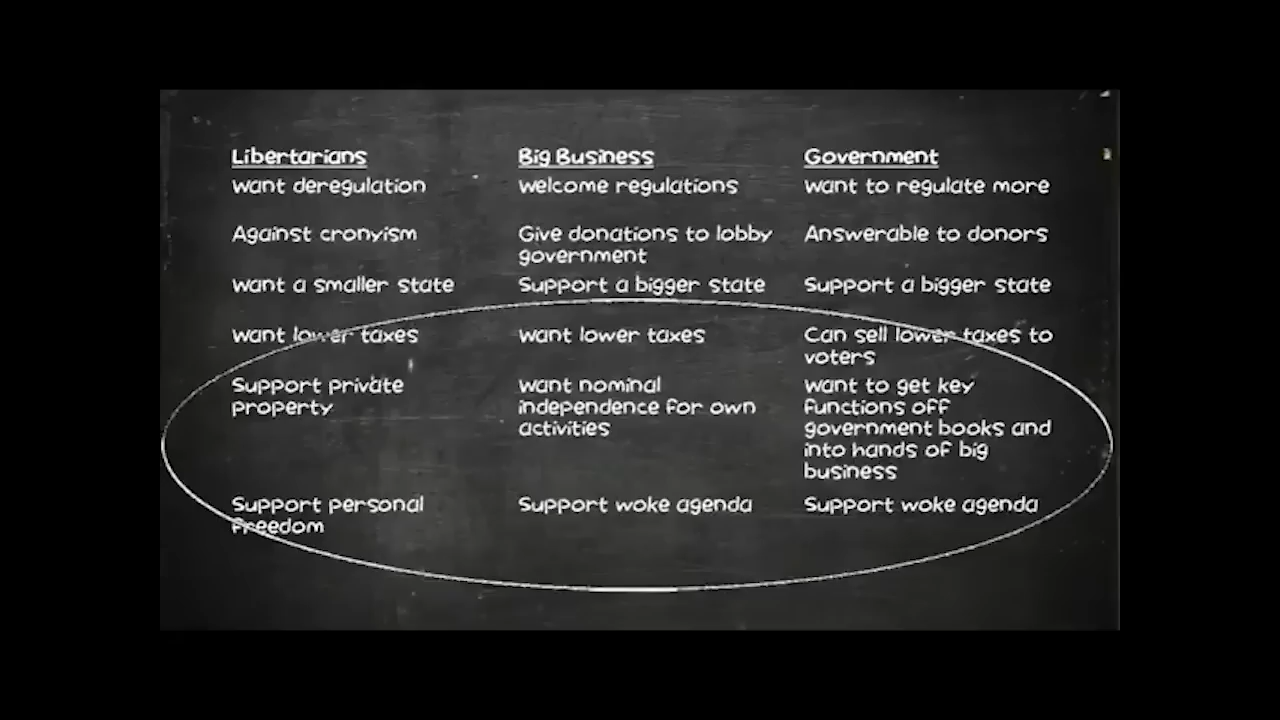 Libertarians
Want deregulation
Against cronyism
Want a smaller state
Want lower taxes
Support private
property
Support personal
freedom
Big Business
Welcome regulations
Give donations to lobby
government
Support a bigger state
Want lower taxes
Want nominal
independence for own
activities
Support woke agenda
Government
Want to regulate more
Answerable to donors
Support a bigger state
Can sell lower taxes to
voters
Want to get key
functions off
government books and
into hands of big
business
Support woke agenda